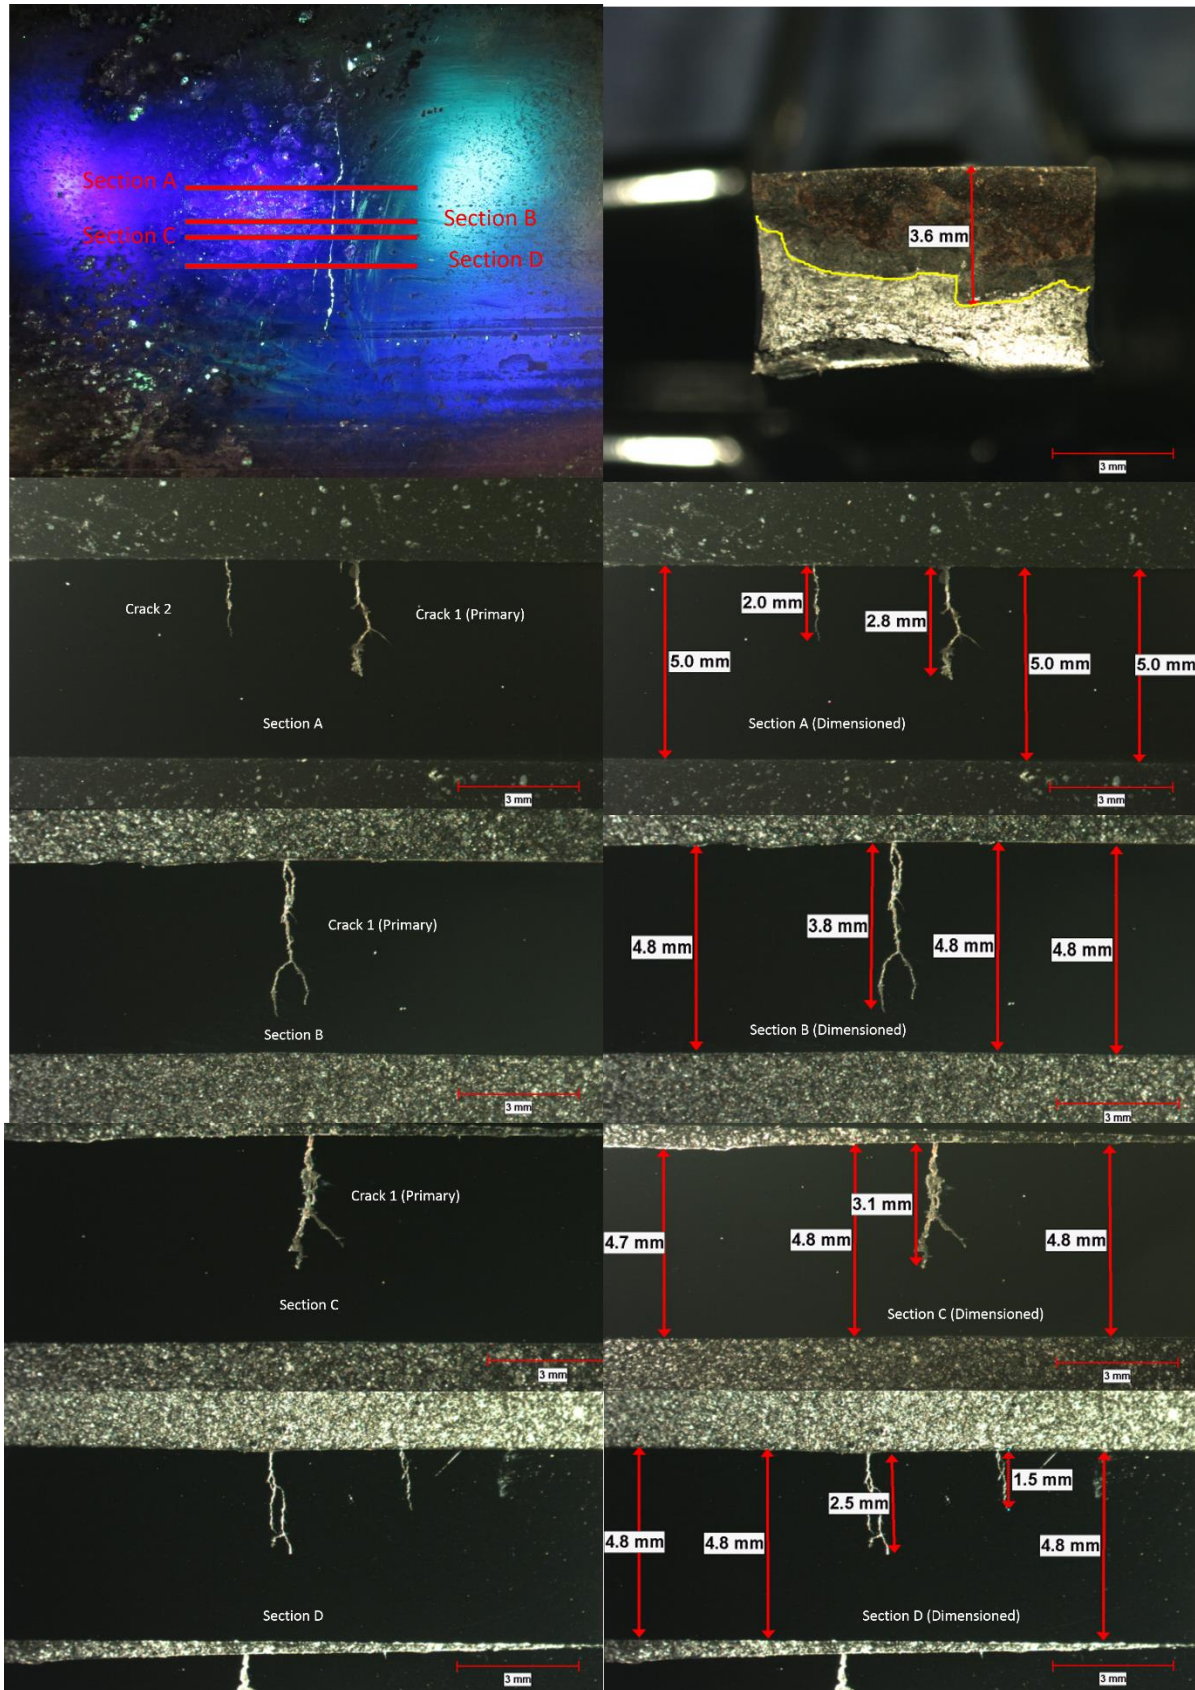 Section A
Section B
Section C
Section D
3.6 mm
3 mm
Crack 2
Crack 1 (Primary)
Section A
3 mm
2.0 mm
2.8 mm
5.0 mm
5.0 mm
5.0 mm
Section A (Dimensioned)
3 mm
Crack 1 (Primary)
Section B
3 mm
3.8 mm
4.8 mm
4.8 mm
4.8 mm
Section B (Dimensioned)
3 mm
Crack 1 (Primary)
Section C
3 mm
3.1 mm
4.7 mm
4.8 mm
4.8 mm
Section C (Dimensioned)
3 mm
Section D
3 mm
1.5 mm
2.5 mm
4.8 mm
4.8 mm
4.8 mm
Section D (Dimensioned)
3 mm